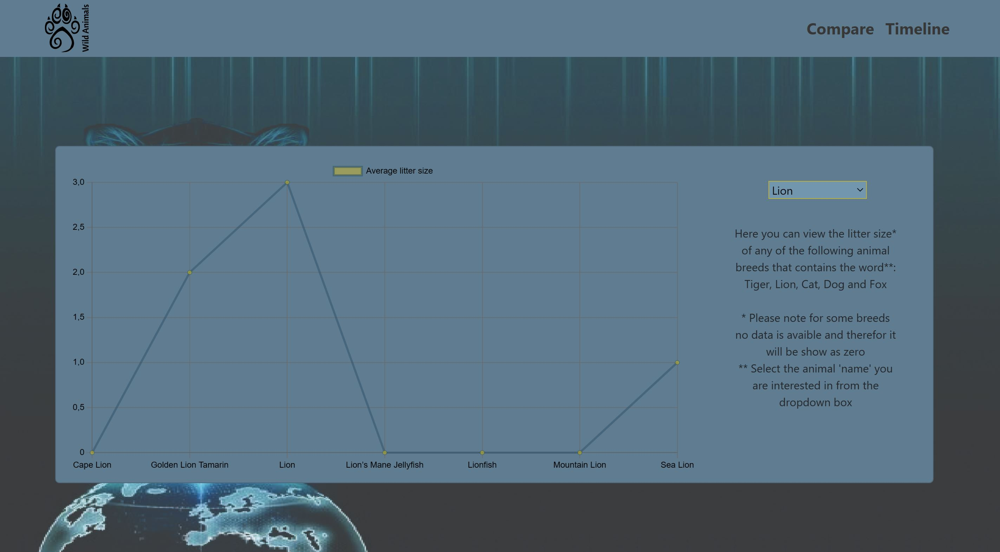 Wild Animals
Compare Timeline
Average litter size
3,0
2,5
2,0
1,5
1,0
0,5
0
Cape Lion
Golden Lion Tamarin
Lion
Lion’s Mane Jellyfish
Lionfish
Mountain Lion
Sea Lion
Lion
Here you can view the litter size*
of any of the following animal
breeds that contains the word**:
Tiger, Lion, Cat, Dog and Fox
* Please note for some breeds
no data is avaible and therefor it
will be show as zero
** Select the animal 'name' you
are interested in from the
dropdown box